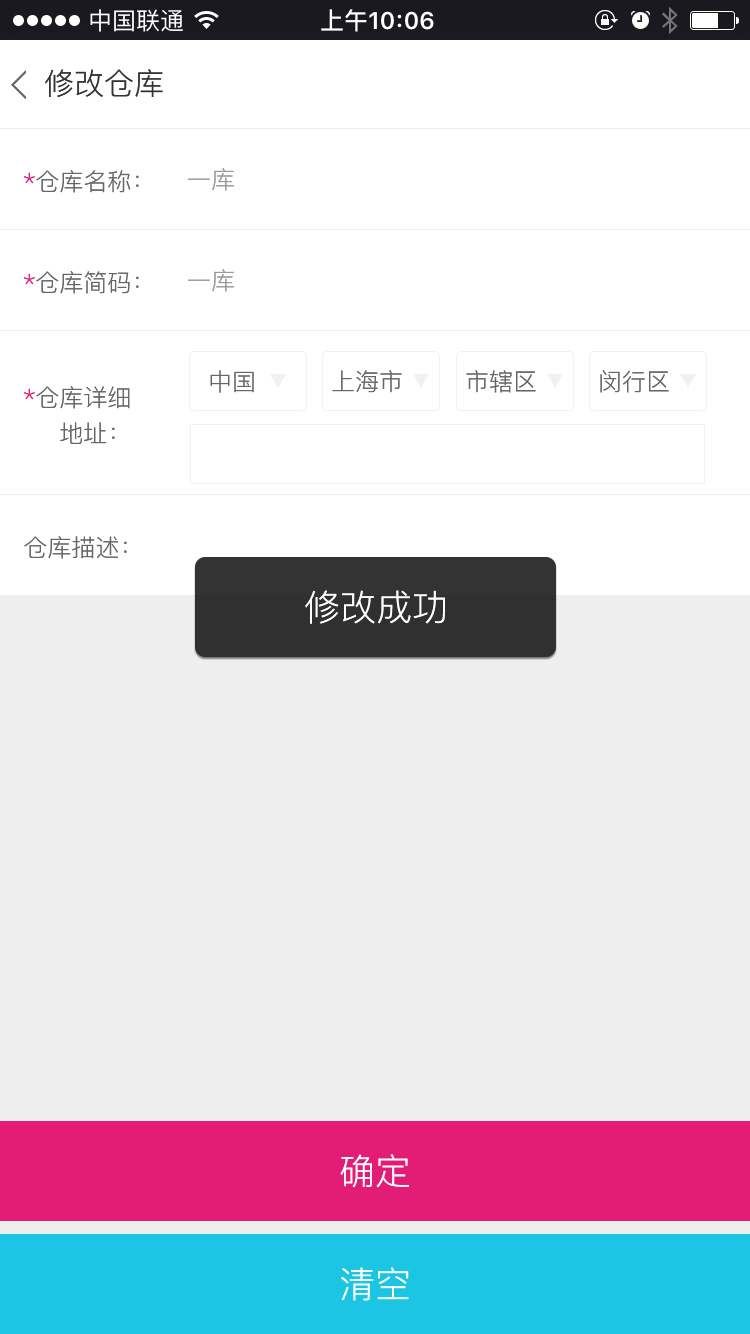 中国联通 上午10:06
修改仓库
*仓库名称： 一库
*仓库简码： 一库
*仓库详细
地址：
中国 上海市 市辖区 闵行区
仓库描述：
修改成功
确定
清空